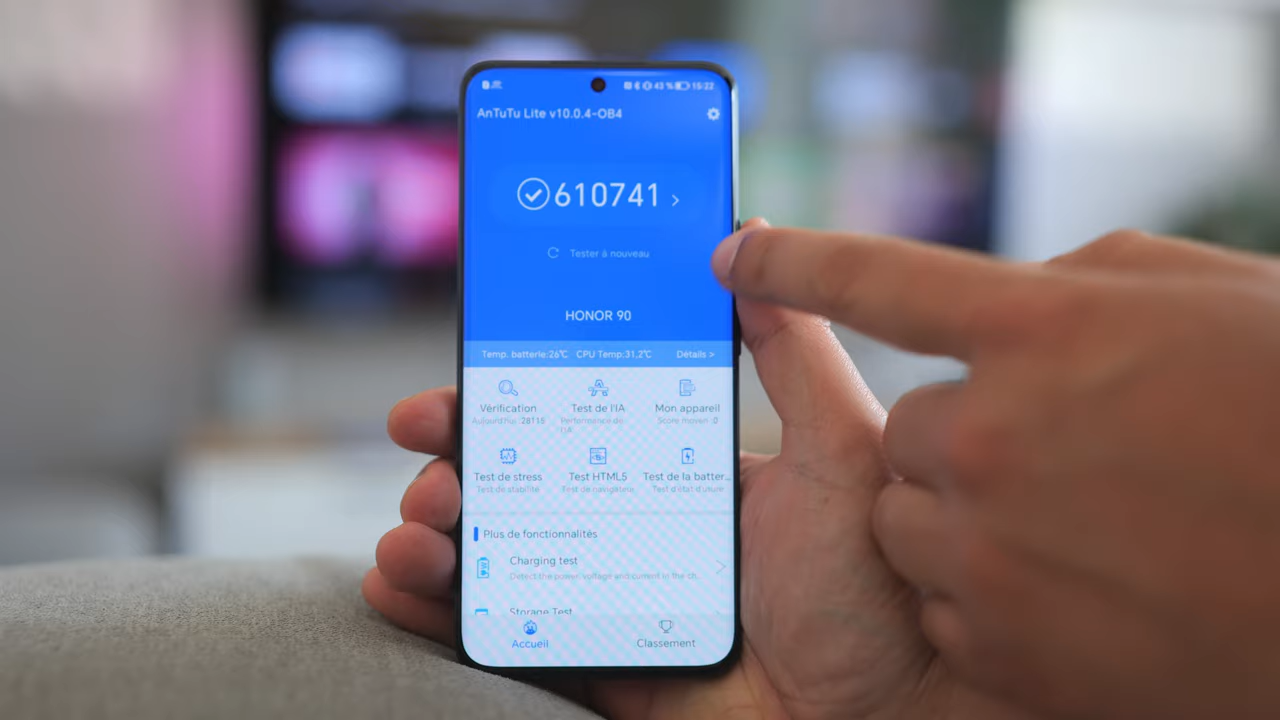 43 % 15:22
AnTuTu Lite v10.0.4-OB4
610741 >
Tester à nouveau
HONOR 90
Temp. batterie:26℃ CPU Temp:31,2℃ Détails >
Vérification Test de l'IA Mon appareil
Aujourd'hui :28115 Performance de l'IA Score moyen :0
Test de stress Test HTML5 Test de la batter...
Test de stabilité Test de navigateur Test d'état d'usure
Plus de fonctionnalités
Charging test
Detect the power, voltage and current in the ch...
Storage Test
Accueil Classement